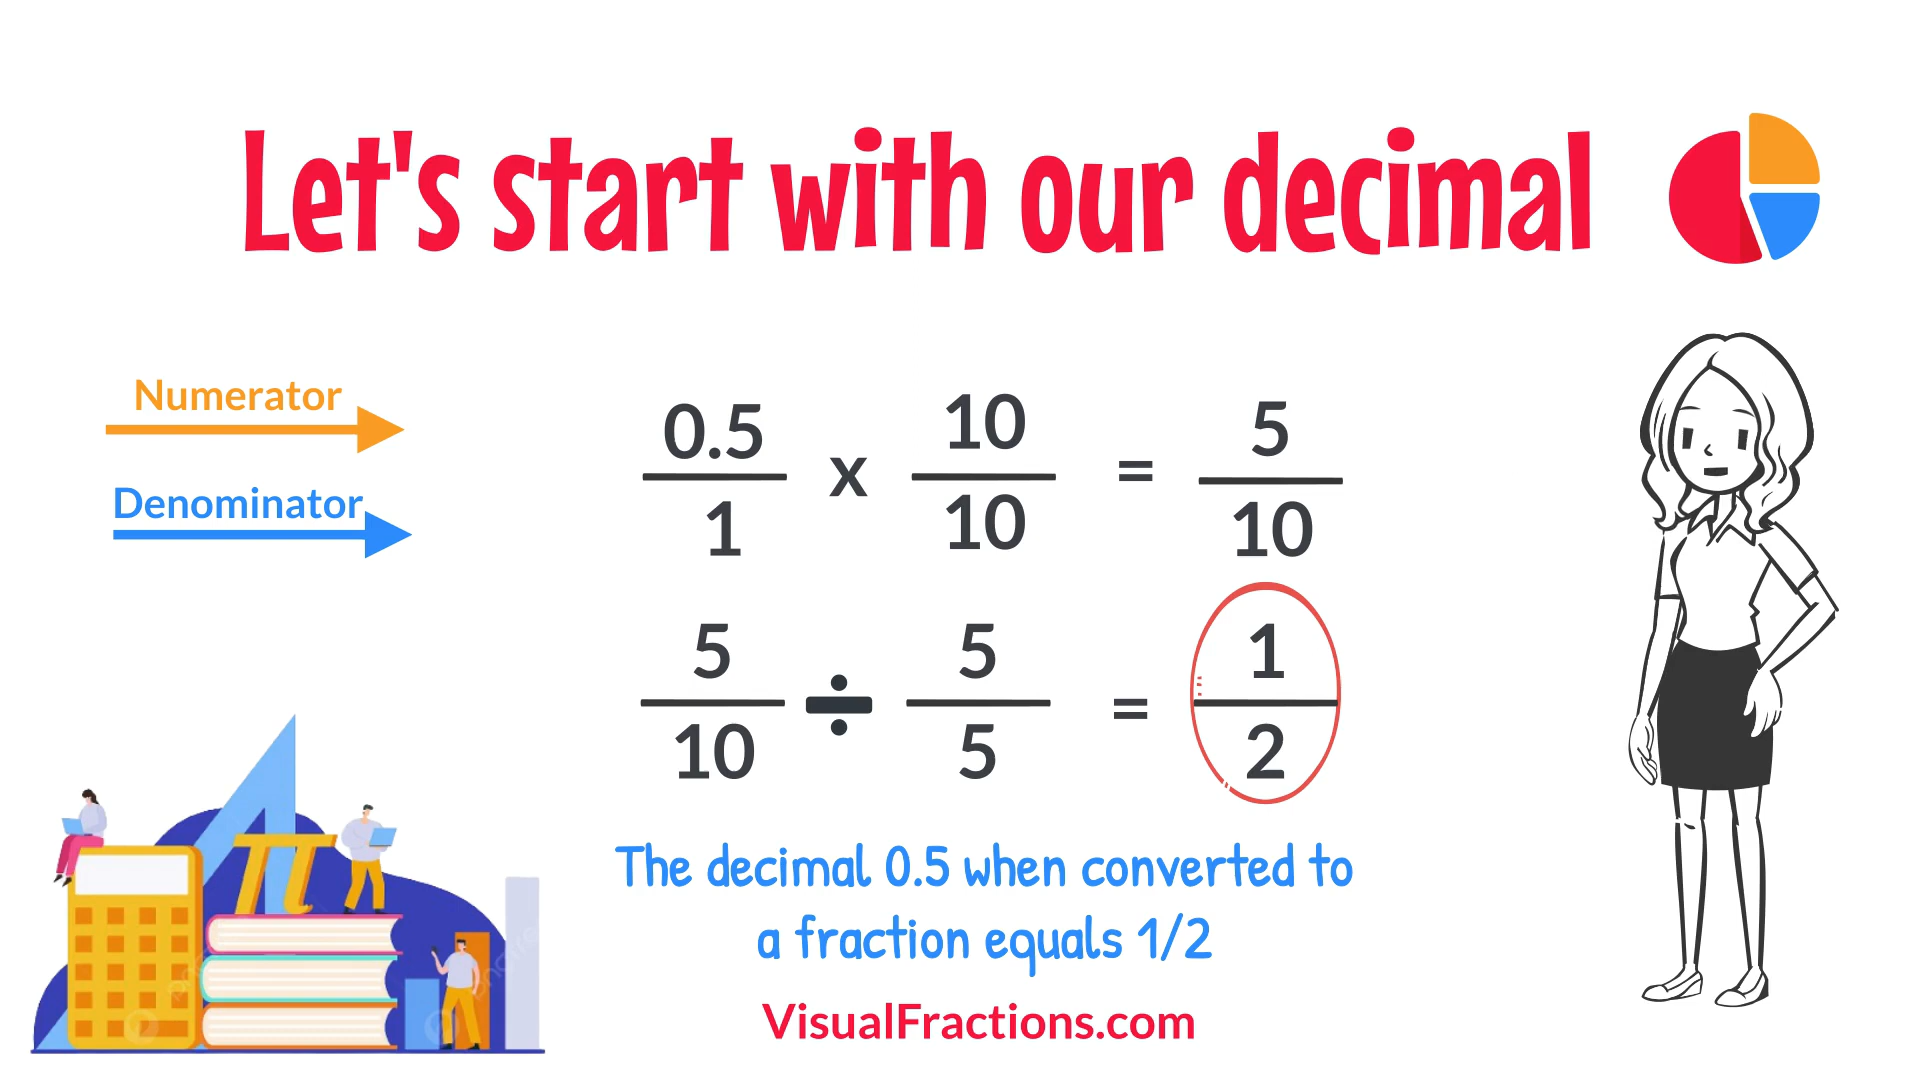 Let's start with our decimal
Numerator
Denominator
0.5/1 x 10/10 = 5/10
5/10 ÷ 5/5 = 1/2
The decimal 0.5 when converted to
a fraction equals 1/2
VisualFractions.com
π